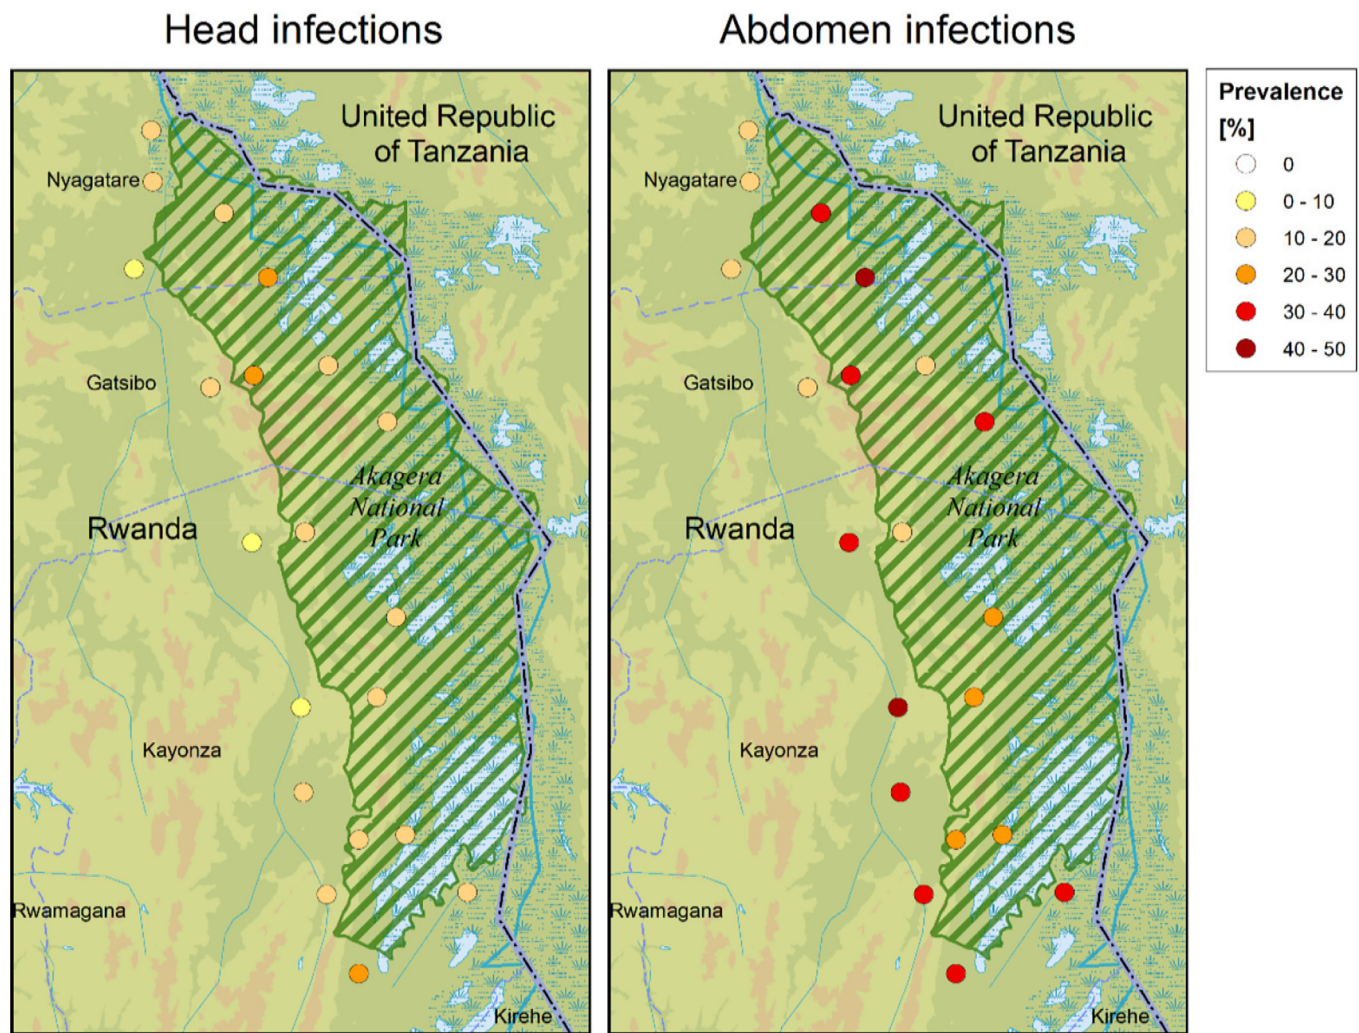 Head infections
Abdomen infections
United Republic
of Tanzania
Nyagatare
Gatsibo
Akagera
National
Park
Rwanda
Kayonza
Rwamagana
Kirehe
United Republic
of Tanzania
Nyagatare
Gatsibo
Akagera
National
Park
Rwanda
Kayonza
Rwamagana
Kirehe
Prevalence
[%]
0
0 - 10
10 - 20
20 - 30
30 - 40
40 - 50